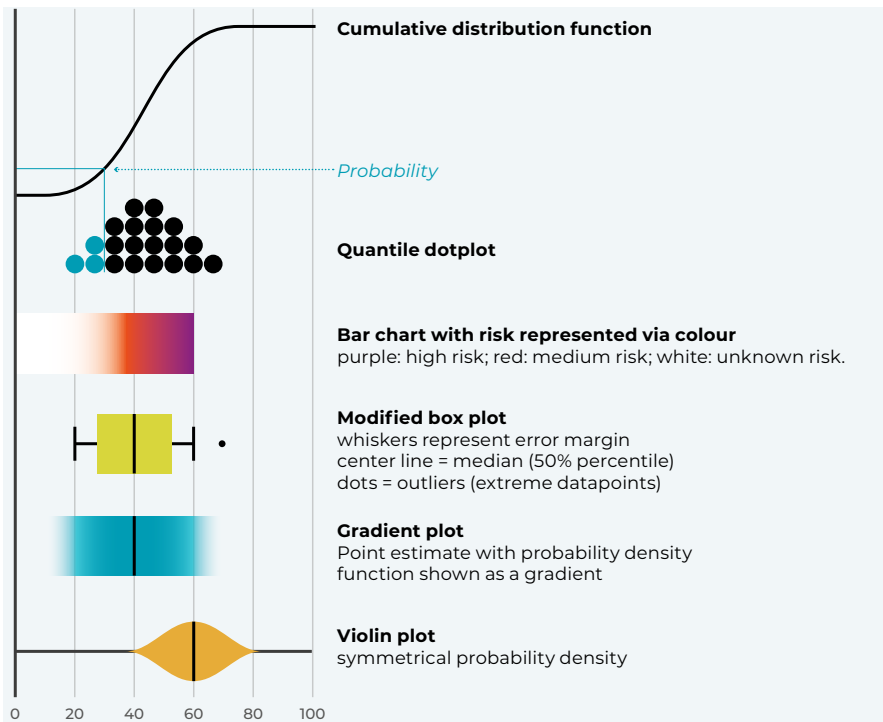 Cumulative distribution function
Probability
Quantile dotplot
Bar chart with risk represented via colour
purple: high risk; red: medium risk; white: unknown risk.
Modified box plot
whiskers represent error margin
center line = median (50% percentile)
dots = outliers (extreme datapoints)
Gradient plot
Point estimate with probability density
function shown as a gradient
Violin plot
symmetrical probability density
0 20 40 60 80 100